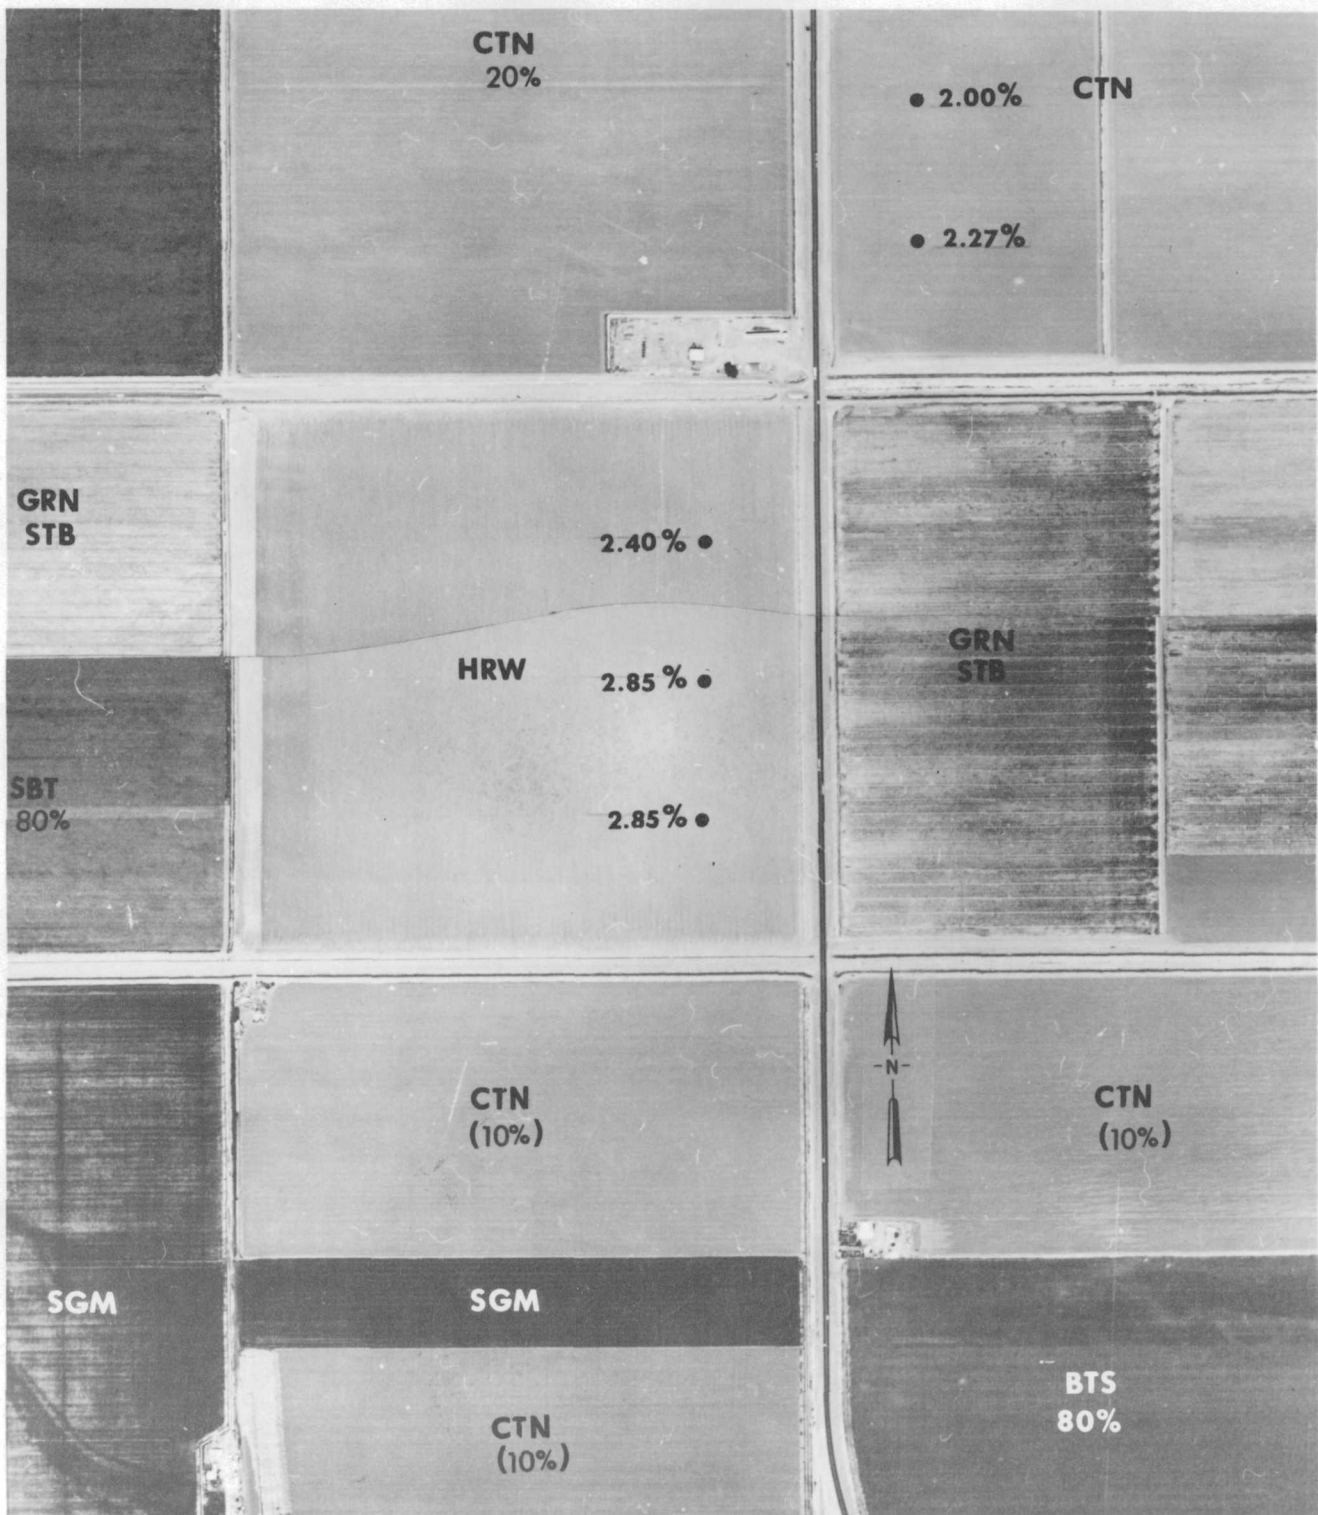 CTN
20%
CTN
2.00%
2.27%
GRN
STB
2.40%
HRW
2.85%
GRN
STB
SBT
80%
2.85%
N
CTN
(10%)
CTN
(10%)
SGM
SGM
BTS
80%
CTN
(10%)